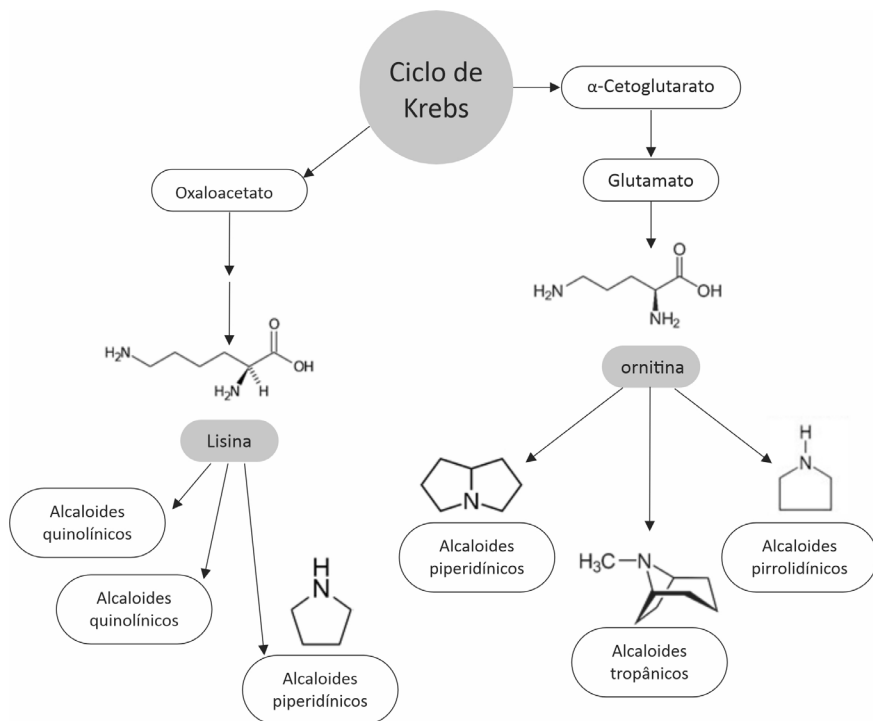 Ciclo de
Krebs
α-Cetoglutarato
Oxaloacetato
Glutamato
H₂N
O
OH
NH₂
H₂N
O
OH
H₂N
H
ornitina
Lisina
Alcaloides
quinolínicos
Alcaloides
quinolínicos
H
N
Alcaloides
piperidínicos
N
Alcaloides
piperidínicos
H₃C
N
Alcaloides
tropânicos
H
N
Alcaloides
pirrolidínicos